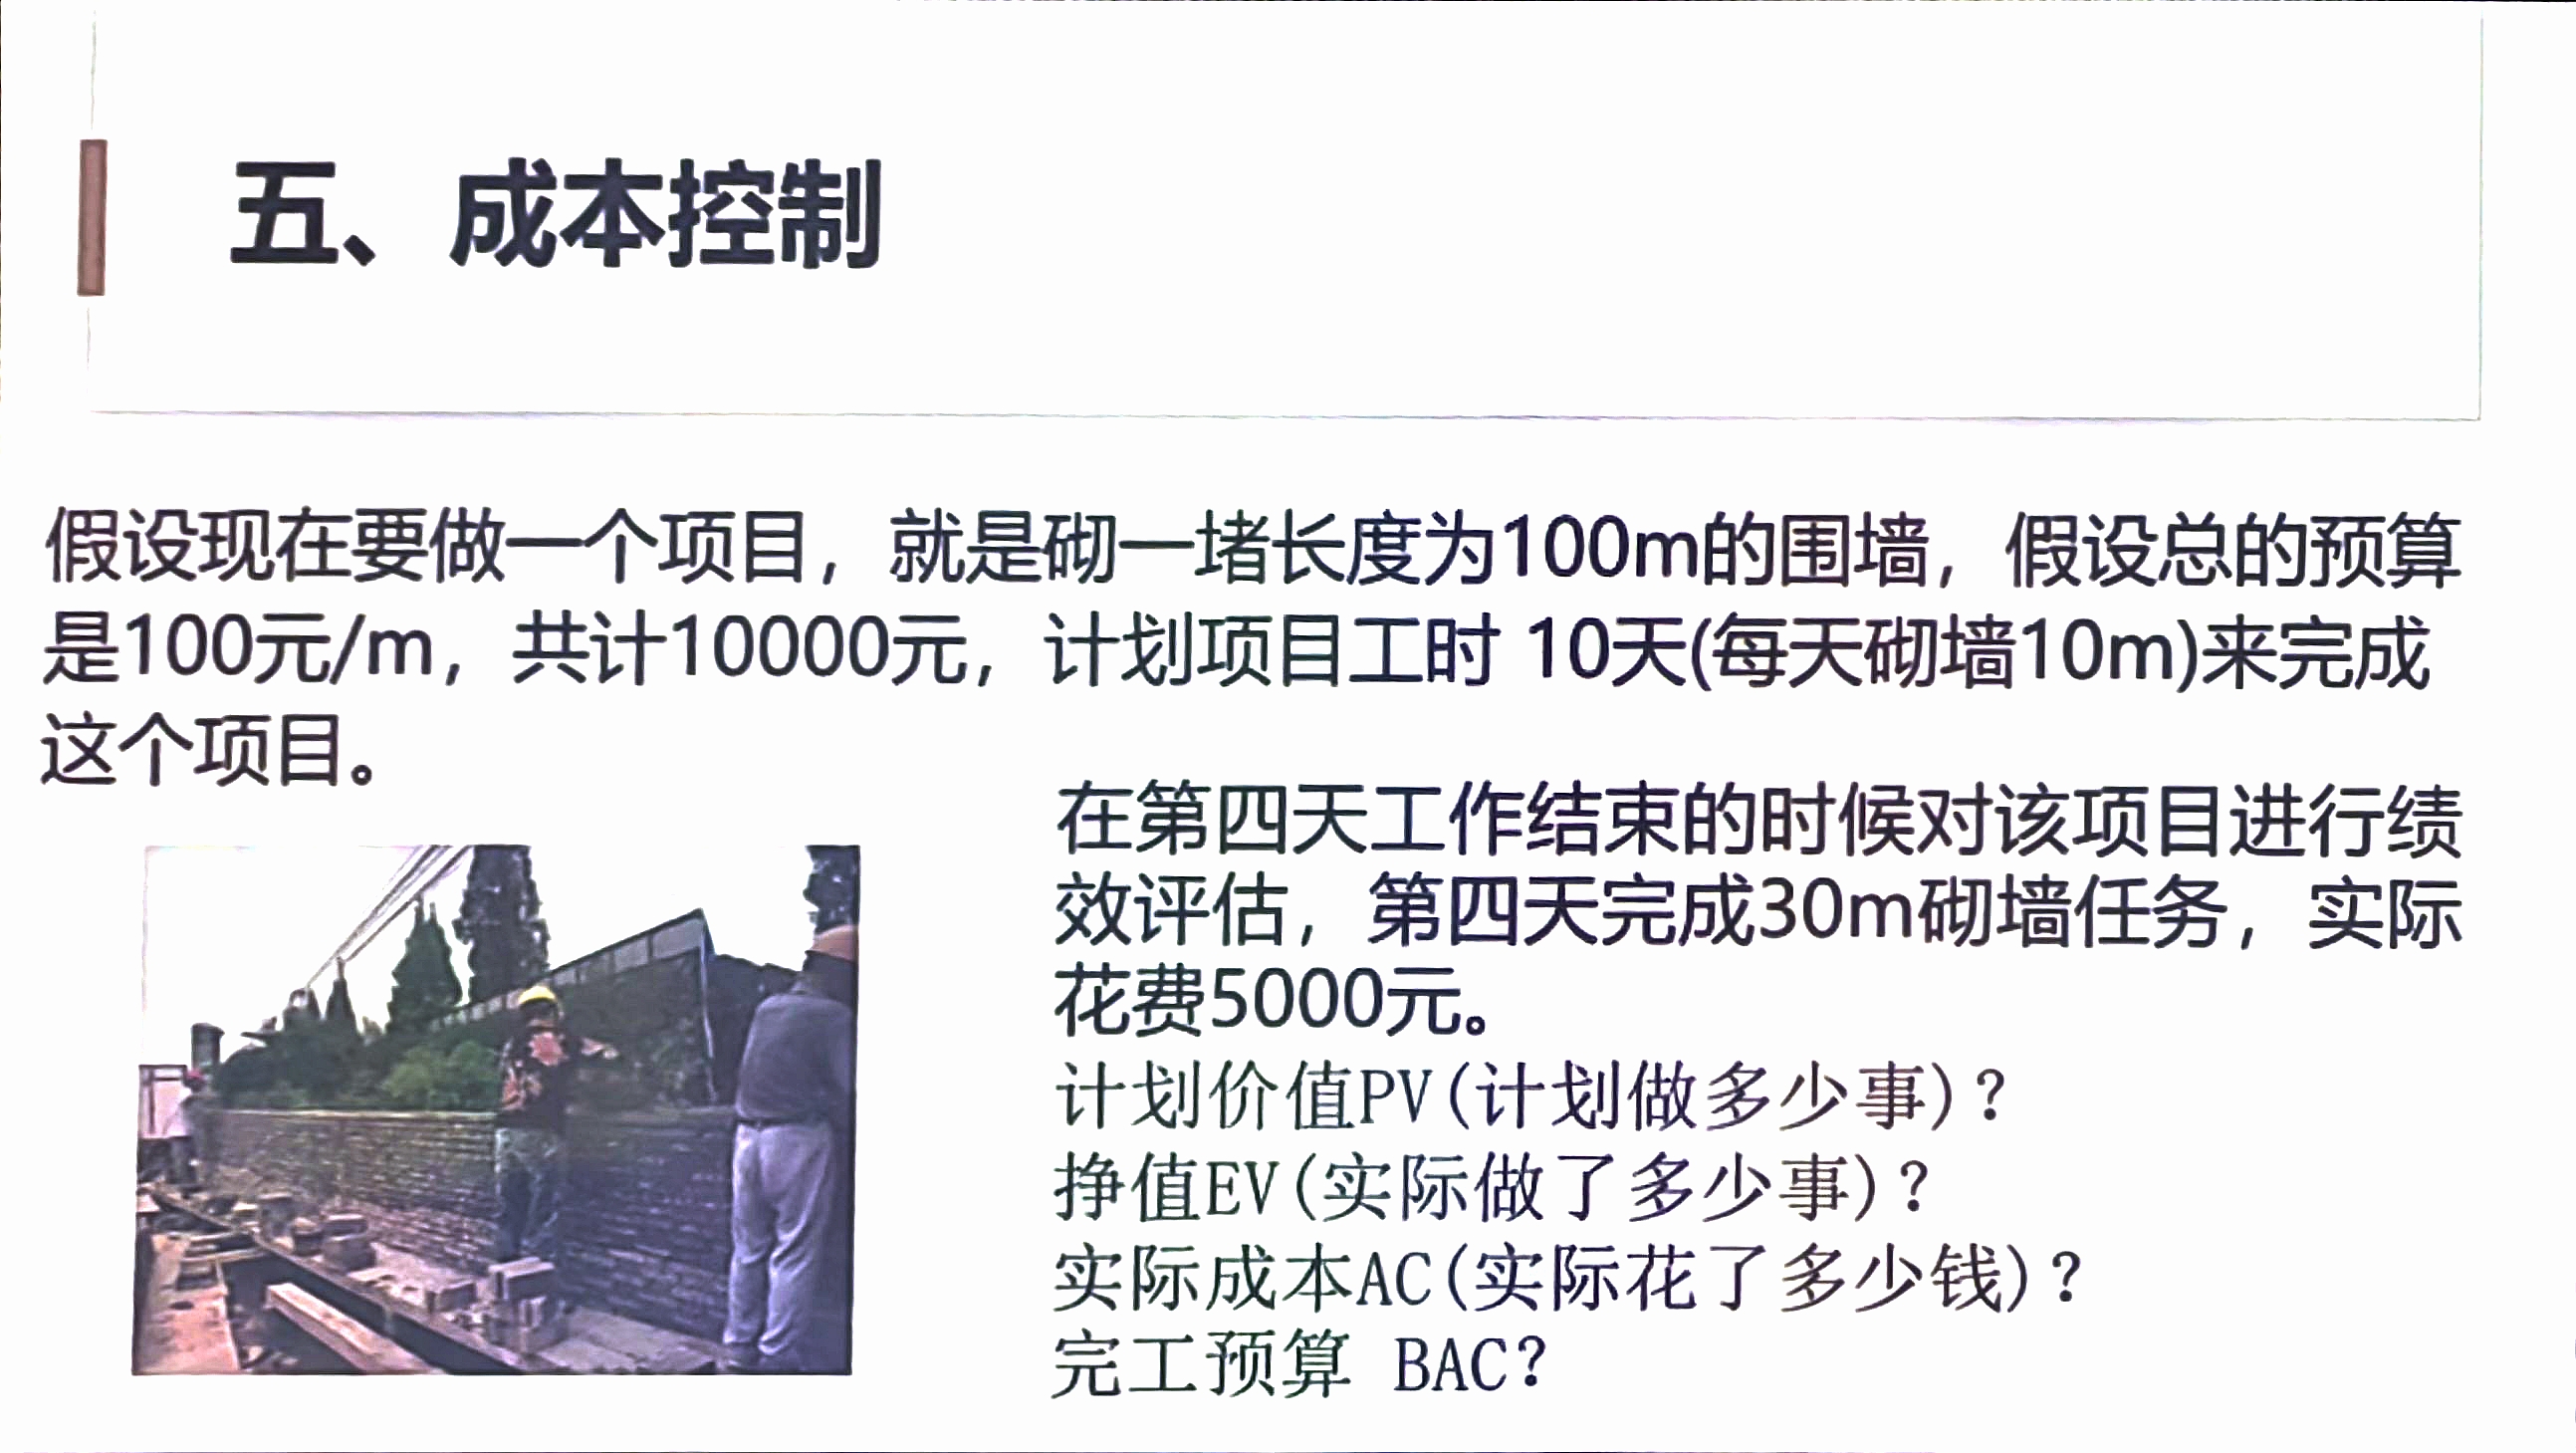 五、成本控制
假设现在要做一个项目，就是砌一堵长度为100m的围墙，假设总的预算
是100元/m，共计10000元，计划项目工时 10天(每天砌墙10m)来完成
这个项目。
在第四天工作结束的时候对该项目进行绩
效评估，第四天完成30m砌墙任务，实际
花费5000元。
计划价值PV(计划做多少事)？
挣值EV(实际做了多少事)？
实际成本AC(实际花了多少钱)？
完工预算 BAC？